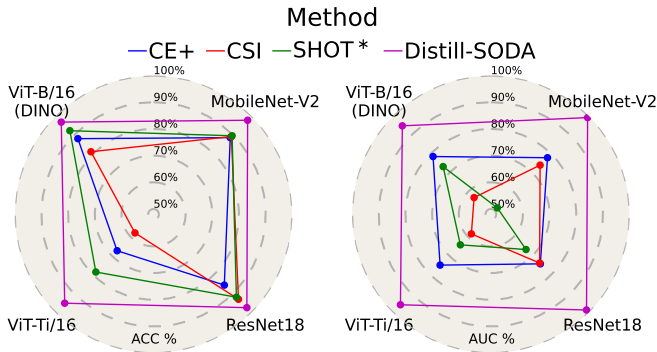 Method
CE+ CSI SHOT* Distill-SODA
100%
90%
80%
70%
60%
50%
ViT-B/16
(DINO)
MobileNet-V2
ViT-Ti/16
ResNet18
ACC %
100%
90%
80%
70%
60%
50%
ViT-B/16
(DINO)
MobileNet-V2
ViT-Ti/16
ResNet18
AUC %